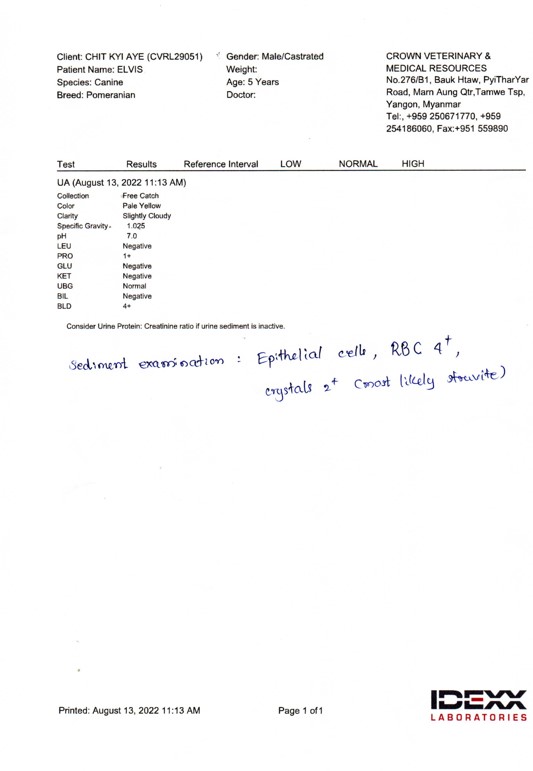 Client: CHIT KYI AYE (CVRL29051)
Patient Name: ELVIS
Species: Canine
Breed: Pomeranian
Gender: Male/Castrated
Weight:
Age: 5 Years
Doctor:
CROWN VETERINARY &
MEDICAL RESOURCES
No.276/B1, Bauk Htaw, PyiTharYar
Road, Marn Aung Qtr,Tamwe Tsp,
Yangon, Myanmar
Tel:, +959 250671770, +959
254186060, Fax:+951 559890
Test Results Reference Interval LOW NORMAL HIGH
UA (August 13, 2022 11:13 AM)
Collection Free Catch
Color Pale Yellow
Clarity Slightly Cloudy
Specific Gravity 1.025
pH 7.0
LEU Negative
PRO 1+
GLU Negative
KET Negative
UBG Normal
BIL Negative
BLD 4+
Consider Urine Protein: Creatinine ratio if urine sediment is inactive.
Sediment examination : Epithelial cells, RBC 4+,
crystals 2+ (most likely struvite)
Printed: August 13, 2022 11:13 AM
Page 1 of 1
IDEXX
LABORATORIES